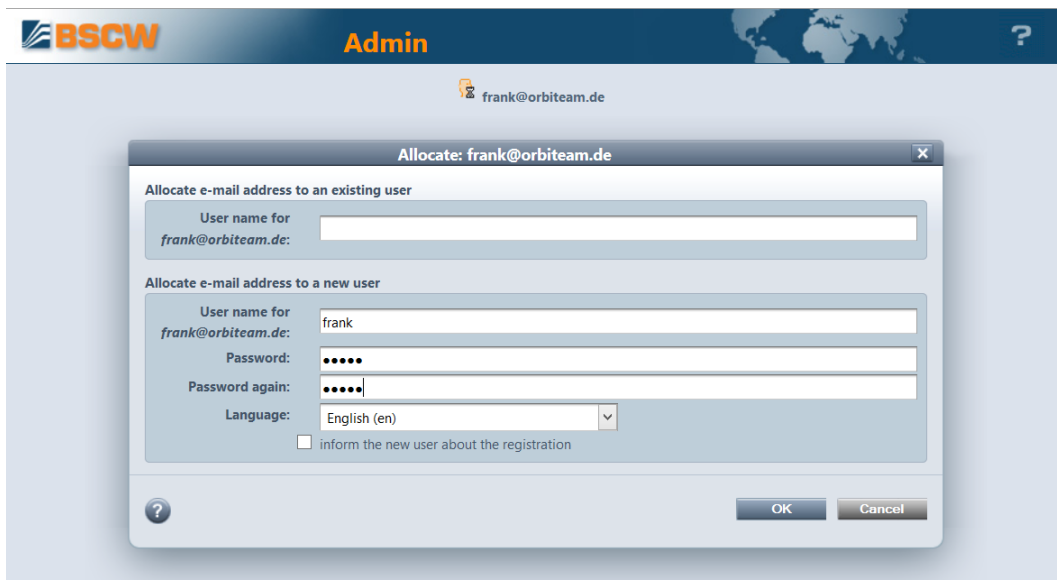 BSCW
Admin
?
frank@orbiteam.de
Allocate: frank@orbiteam.de
Allocate e-mail address to an existing user
User name for
frank@orbiteam.de:
Allocate e-mail address to a new user
User name for
frank@orbiteam.de:
frank
Password:
•••••
Password again:
•••••
Language:
English (en)
inform the new user about the registration
?
OK
Cancel